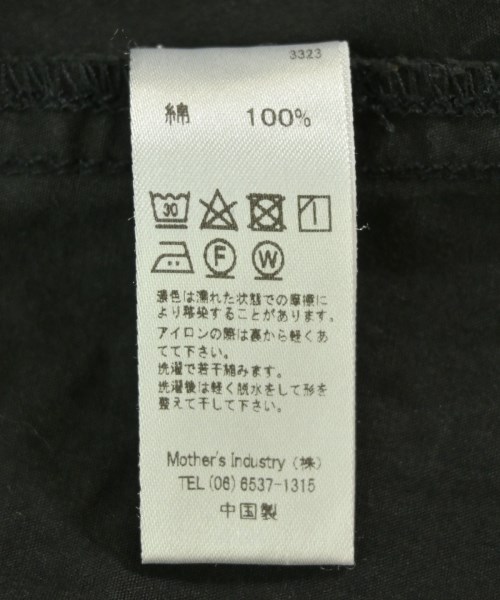 3323
綿 100%
30
F W
濃色は濡れた状態での摩擦に
より移染することがあります。
アイロンの際は裏から軽くあ
てて下さい。
洗濯で若干縮みます。
洗濯後は軽く脱水をして形を
整えて干して下さい。
Mother's Industry (株)
TEL (06) 6537-1315
中国製